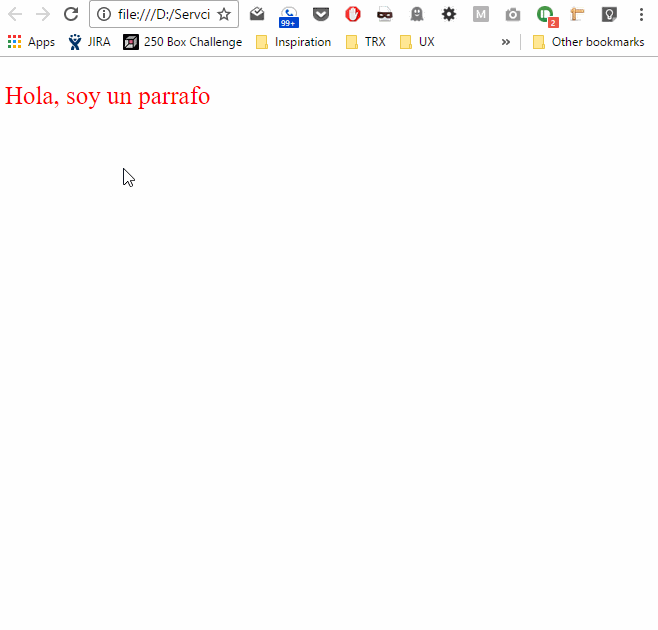 file:///D:/Servci
99+
M
2
Apps JIRA 250 Box Challenge Inspiration TRX UX » Other bookmarks
Hola, soy un parrafo